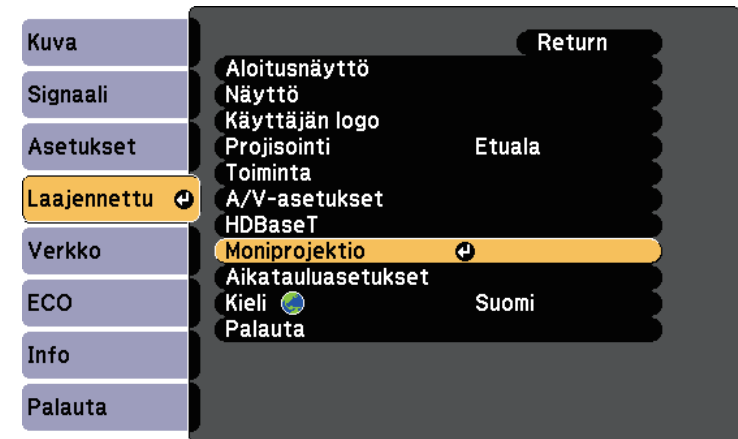 Kuva
Signaali
Asetukset
Laajennettu
Verkko
ECO
Info
Palauta
Return
Aloitusnäyttö
Näyttö
Käyttäjän logo
Projisointi Etuala
Toiminta
A/V-asetukset
HDBaseT
Moniprojektio
Aikatauluasetukset
Kieli Suomi
Palauta